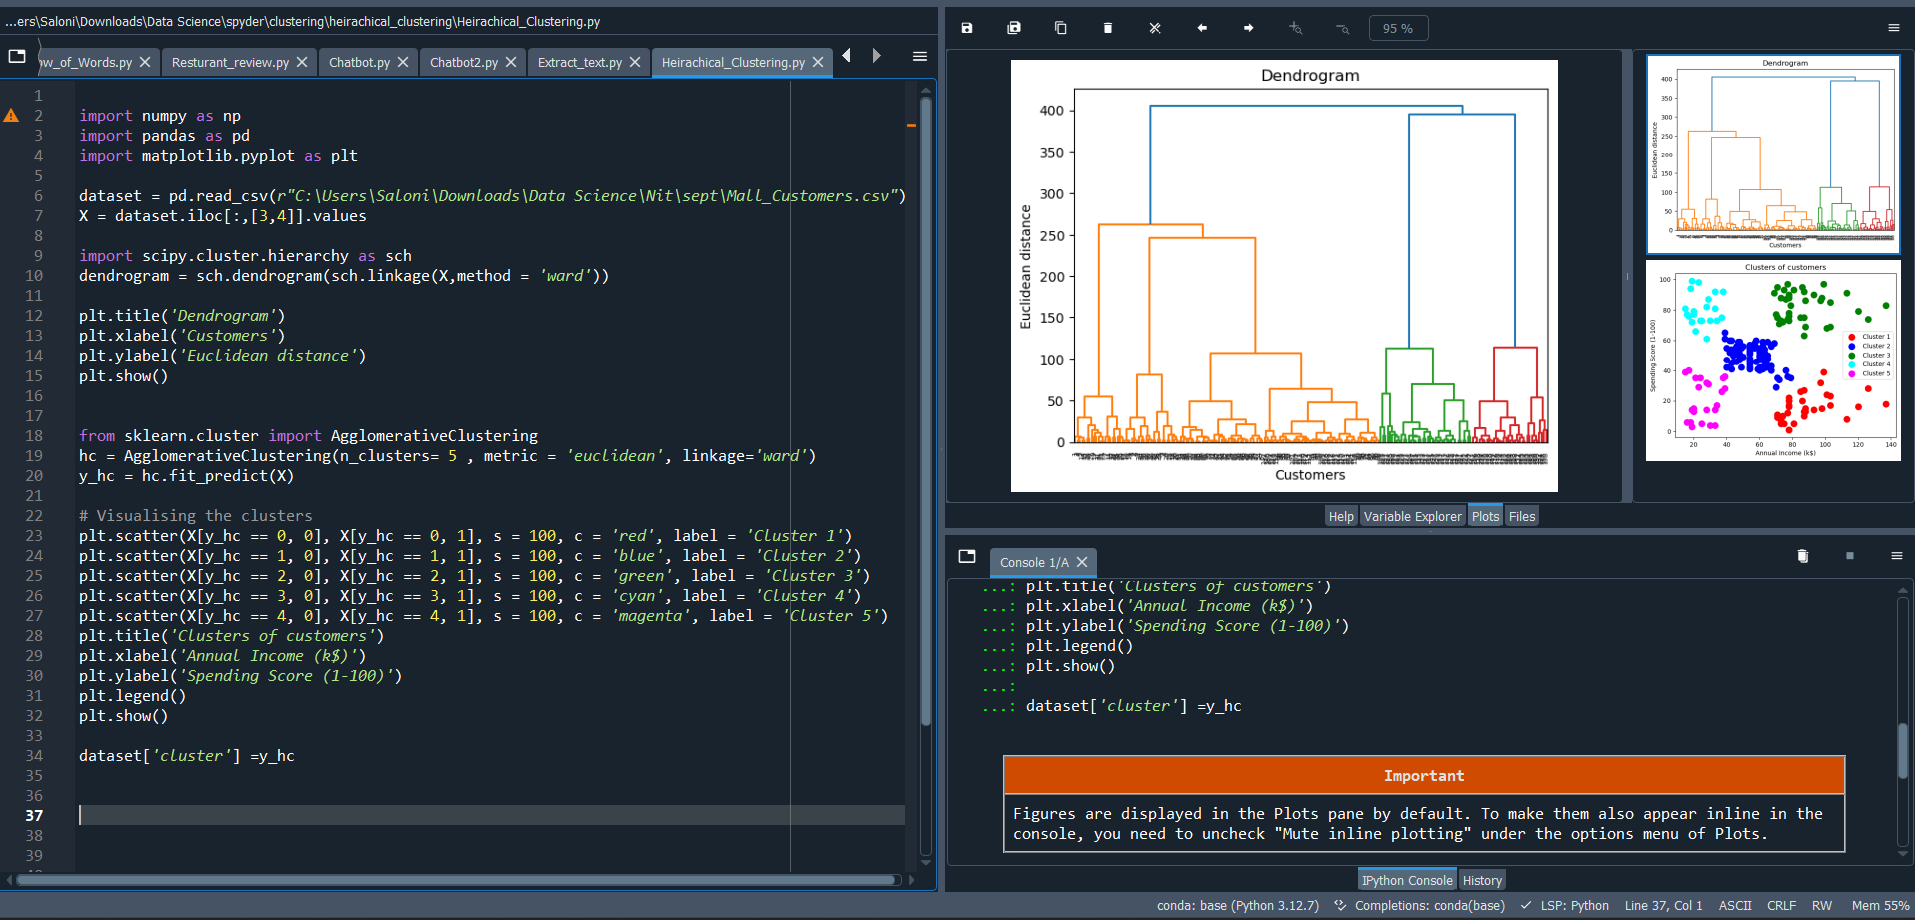 ...ers\Saloni\Downloads\Data Science\spyder\clustering\heirachical_clustering\Heirachical_Clustering.py
w_of_Words.py Resturant_review.py Chatbot.py Chatbot2.py Extract_text.py Heirachical_Clustering.py
1
2 import numpy as np
3 import pandas as pd
4 import matplotlib.pyplot as plt
5
6 dataset = pd.read_csv(r"C:\Users\Saloni\Downloads\Data Science\Nit\sept\Mall_Customers.csv")
7 X = dataset.iloc[:,[3,4]].values
8
9 import scipy.cluster.hierarchy as sch
10 dendrogram = sch.dendrogram(sch.linkage(X,method = 'ward'))
11
12 plt.title('Dendrogram')
13 plt.xlabel('Customers')
14 plt.ylabel('Euclidean distance')
15 plt.show()
16
17
18 from sklearn.cluster import AgglomerativeClustering
19 hc = AgglomerativeClustering(n_clusters= 5 , metric = 'euclidean', linkage='ward')
20 y_hc = hc.fit_predict(X)
21
22 # Visualising the clusters
23 plt.scatter(X[y_hc == 0, 0], X[y_hc == 0, 1], s = 100, c = 'red', label = 'Cluster 1')
24 plt.scatter(X[y_hc == 1, 0], X[y_hc == 1, 1], s = 100, c = 'blue', label = 'Cluster 2')
25 plt.scatter(X[y_hc == 2, 0], X[y_hc == 2, 1], s = 100, c = 'green', label = 'Cluster 3')
26 plt.scatter(X[y_hc == 3, 0], X[y_hc == 3, 1], s = 100, c = 'cyan', label = 'Cluster 4')
27 plt.scatter(X[y_hc == 4, 0], X[y_hc == 4, 1], s = 100, c = 'magenta', label = 'Cluster 5')
28 plt.title('Clusters of customers')
29 plt.xlabel('Annual Income (k$)')
30 plt.ylabel('Spending Score (1-100)')
31 plt.legend()
32 plt.show()
33
34 dataset['cluster'] =y_hc
35
36
37
38
39
95 %
Dendrogram
Euclidean distance
400
350
300
250
200
150
100
50
0
Customers
Dendrogram
Euclidean distance
400
350
300
250
200
150
100
50
0
Customers
Clusters of customers
Spending Score (1-100)
100
80
60
40
20
0
Cluster 1
Cluster 2
Cluster 3
Cluster 4
Cluster 5
20 40 60 80 100 120 140
Annual Income (k$)
Help Variable Explorer Plots Files
Console 1/A
...: plt.title('Clusters of customers')
...: plt.xlabel('Annual Income (k$)')
...: plt.ylabel('Spending Score (1-100)')
...: plt.legend()
...: plt.show()
...:
...: dataset['cluster'] =y_hc
Important
Figures are displayed in the Plots pane by default. To make them also appear inline in the
console, you need to uncheck "Mute inline plotting" under the options menu of Plots.
IPython Console History
conda: base (Python 3.12.7) Completions: conda(base) LSP: Python Line 37, Col 1 ASCII CRLF RW Mem 55%